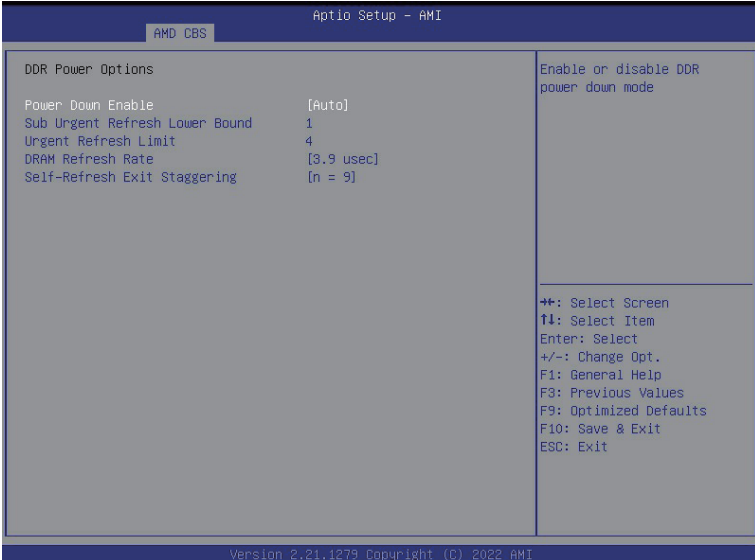 Aptio Setup - AMI
AMD CBS
DDR Power Options
Power Down Enable [Auto]
Sub Urgent Refresh Lower Bound 1
Urgent Refresh Limit 4
DRAM Refresh Rate [3.9 usec]
Self-Refresh Exit Staggering [n = 9]
Enable or disable DDR
power down mode
→←: Select Screen
↑↓: Select Item
Enter: Select
+/-: Change Opt.
F1: General Help
F3: Previous Values
F9: Optimized Defaults
F10: Save & Exit
ESC: Exit
Version 2.21.1279 Copyright (C) 2022 AMI